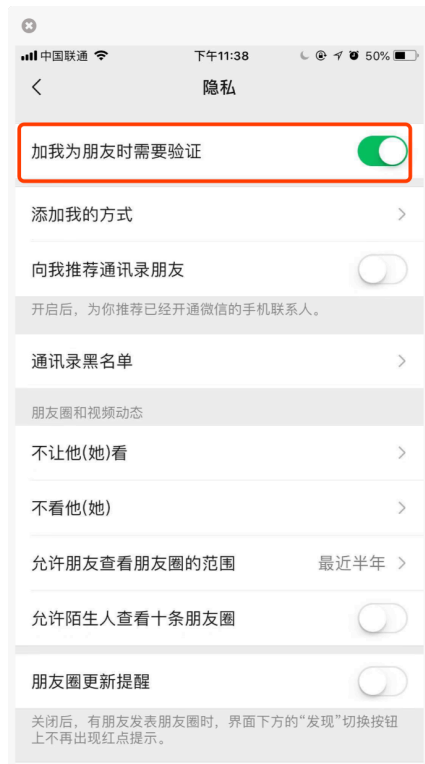 中国联通 下午11:38 50%
隐私
加我为朋友时需要验证
添加我的方式
向我推荐通讯录朋友
开启后，为你推荐已经开通微信的手机联系人。
通讯录黑名单
朋友圈和视频动态
不让他(她)看
不看他(她)
允许朋友查看朋友圈的范围 最近半年
允许陌生人查看十条朋友圈
朋友圈更新提醒
关闭后，有朋友发表朋友圈时，界面下方的“发现”切换按钮
上不再出现红点提示。